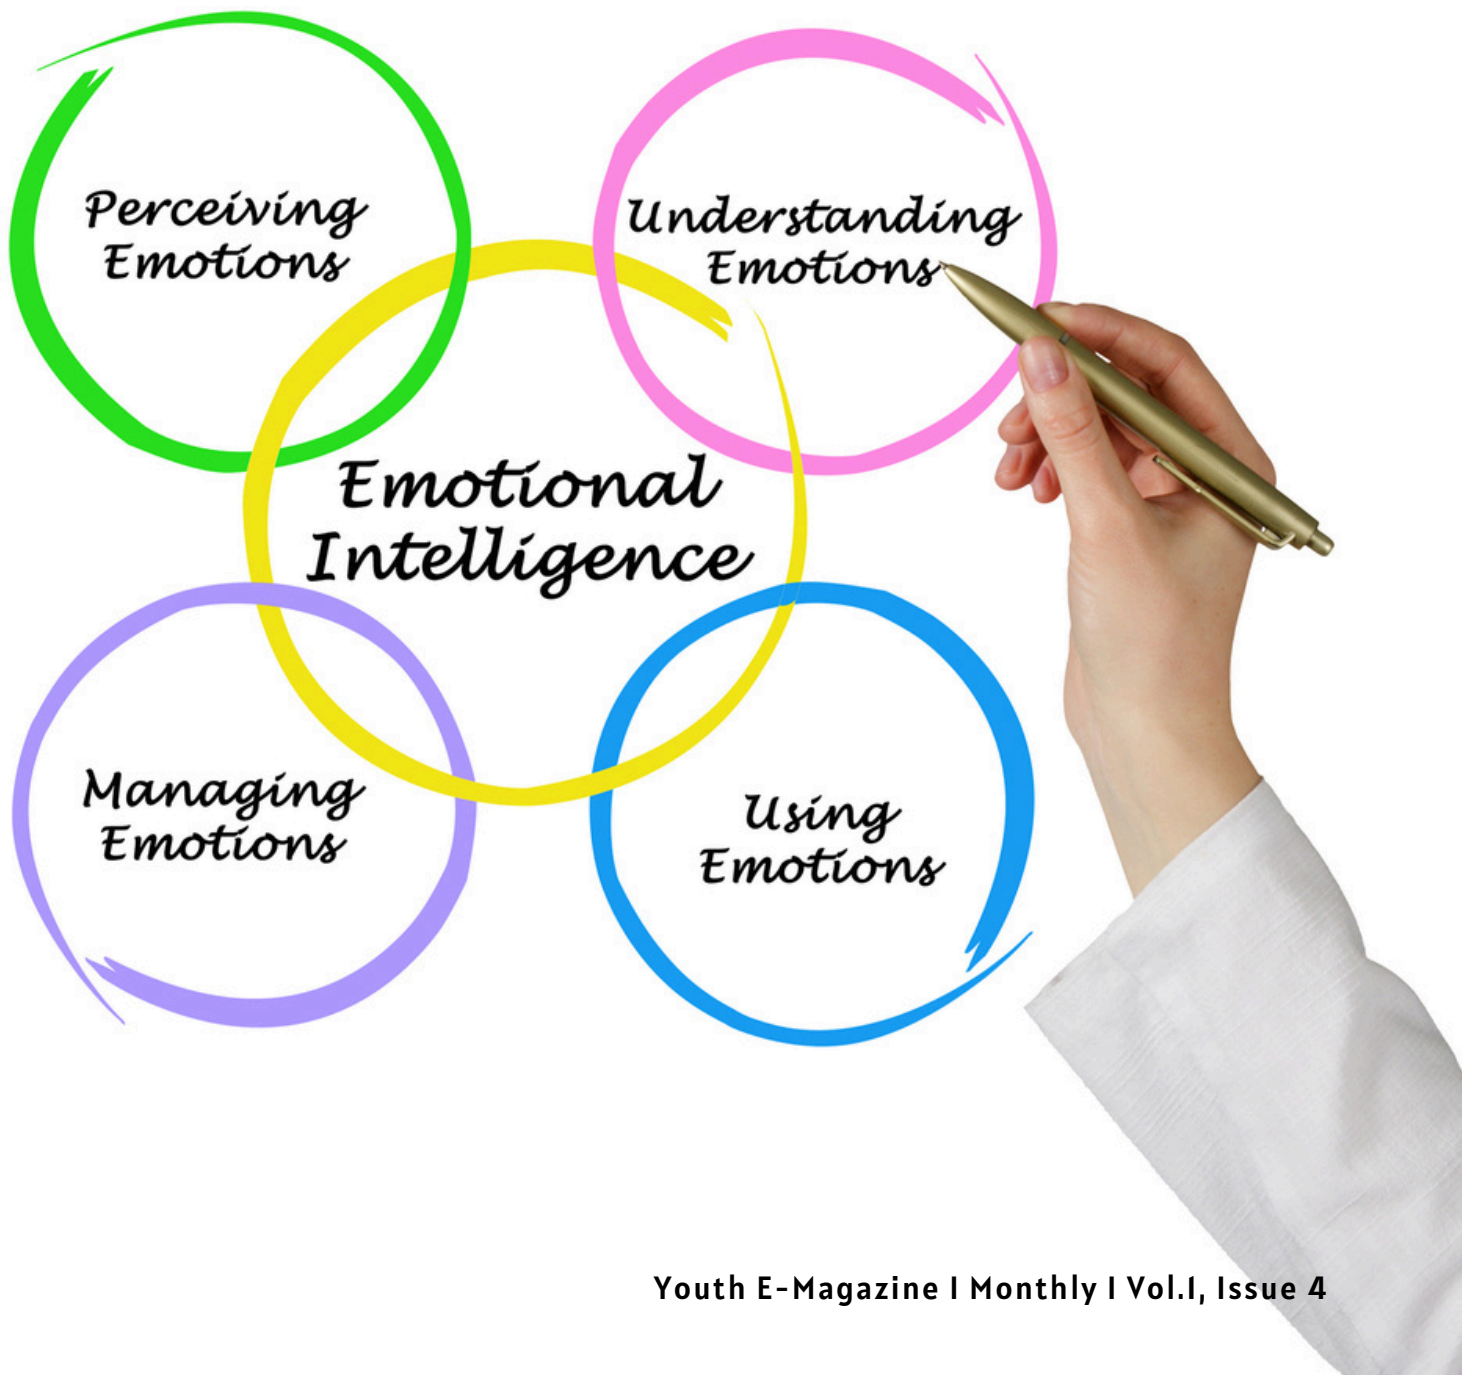 Perceiving
Emotions
Understanding
Emotions
Emotional
Intelligence
Managing
Emotions
Using
Emotions
Youth E-Magazine I Monthly I Vol.1, Issue 4